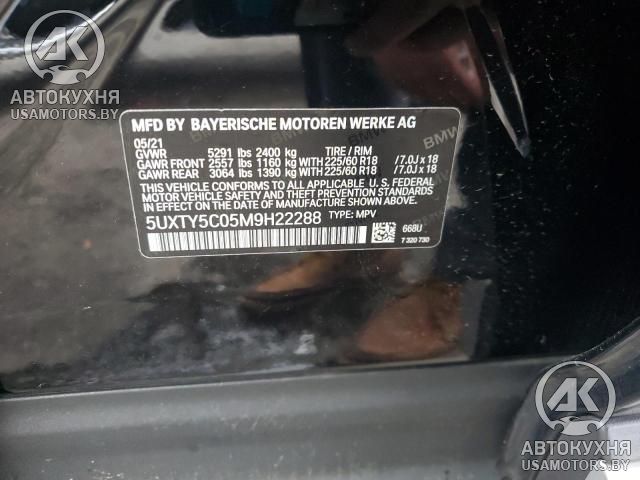 AK
АВТОКУХНЯ
USAMOTORS.BY
MFD BY BAYERISCHE MOTOREN WERKE AG
05/21
GVWR 5291 lbs 2400 kg TIRE / RIM
GAWR FRONT 2557 lbs 1160 kg WITH 225/60 R18 /7.0J x 18
GAWR REAR 3064 lbs 1390 kg WITH 225/60 R18 /7.0J x 18
THIS VEHICLE CONFORMS TO ALL APPLICABLE U. S. FEDERAL
MOTOR VEHICLE SAFETY AND THEFT PREVENTION STANDARDS
IN EFFECT ON THE DATE OF MANUFACTURE SHOWN ABOVE.
5UXTY5C05M9H22288 TYPE: MPV
668U
7 320 730
BMW
BMW
AK
АВТОКУХНЯ
USAMOTORS.BY